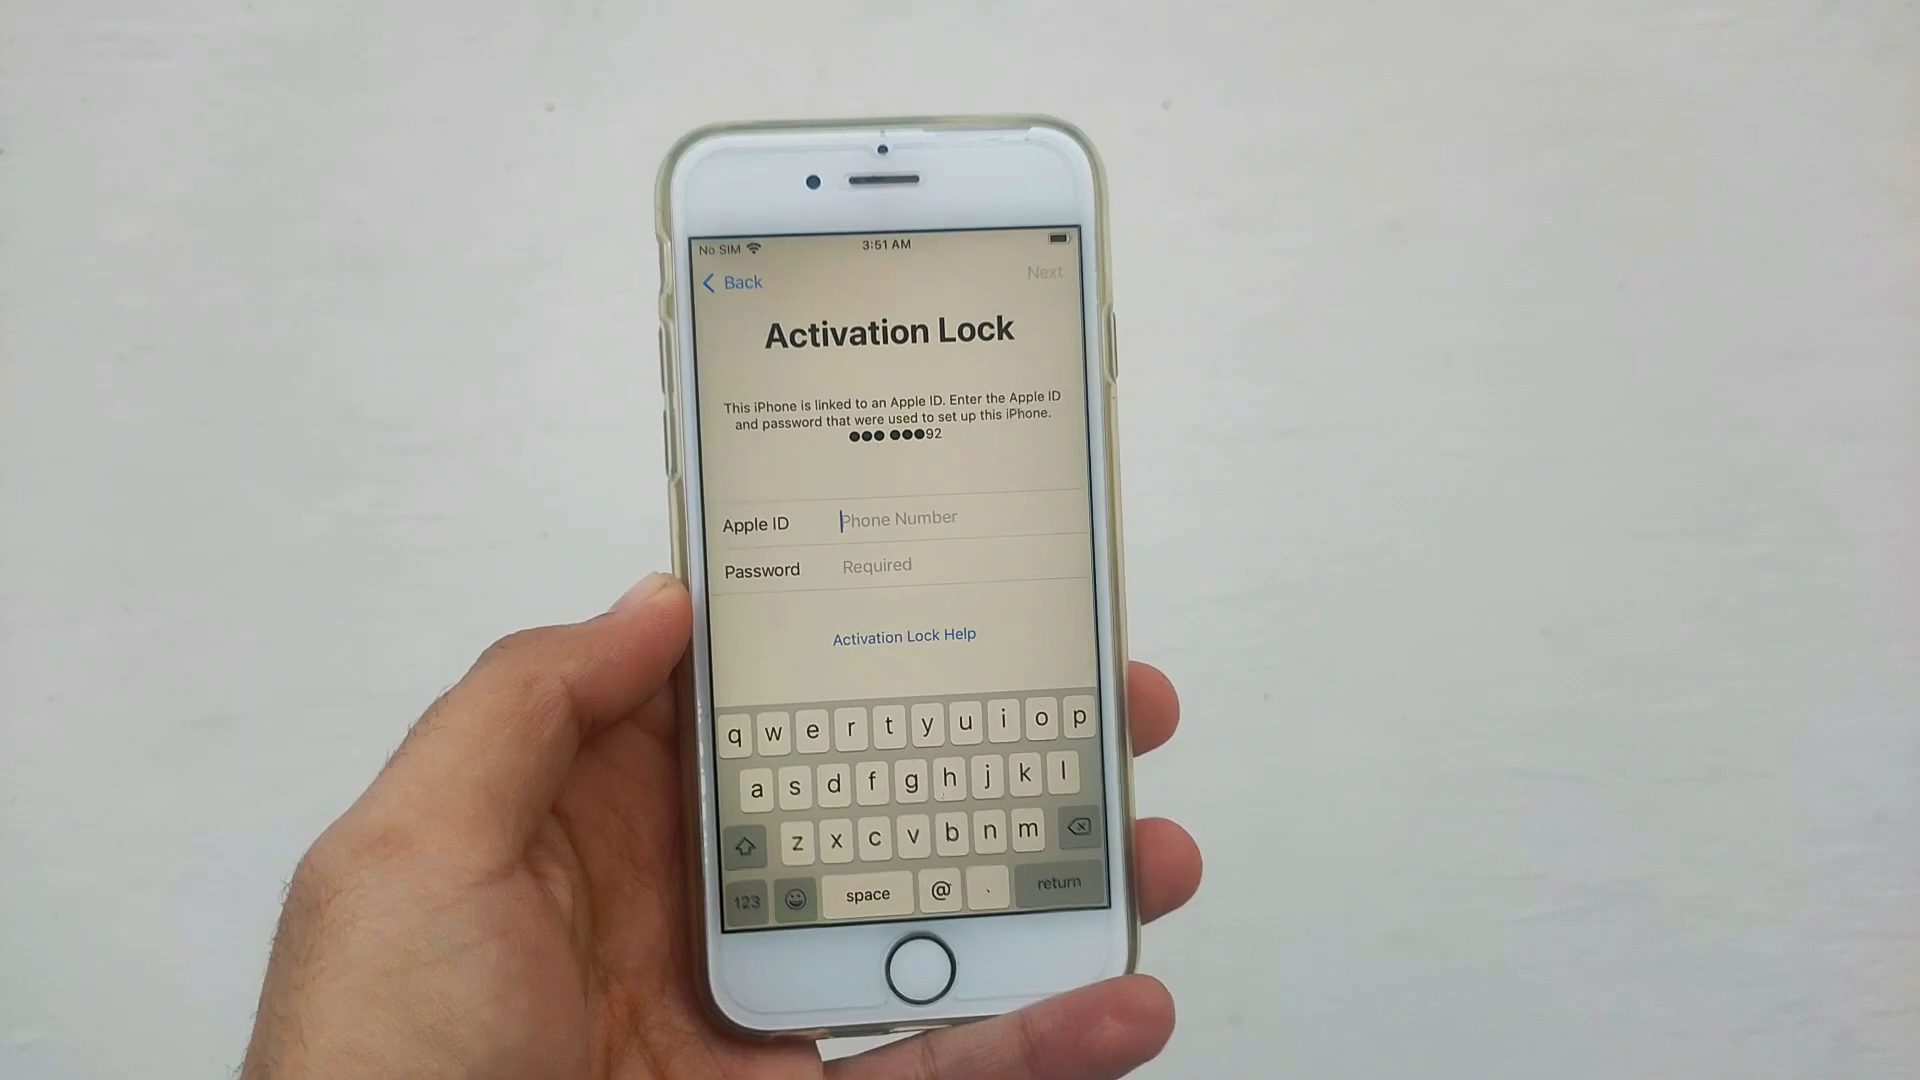 No SIM 3:51 AM
Back Next
Activation Lock
This iPhone is linked to an Apple ID. Enter the Apple ID
and password that were used to set up this iPhone.
●●● ●●●92
Apple ID Phone Number
Password Required
Activation Lock Help
q w e r t y u i o p
a s d f g h j k l
z x c v b n m
123 space @ . return